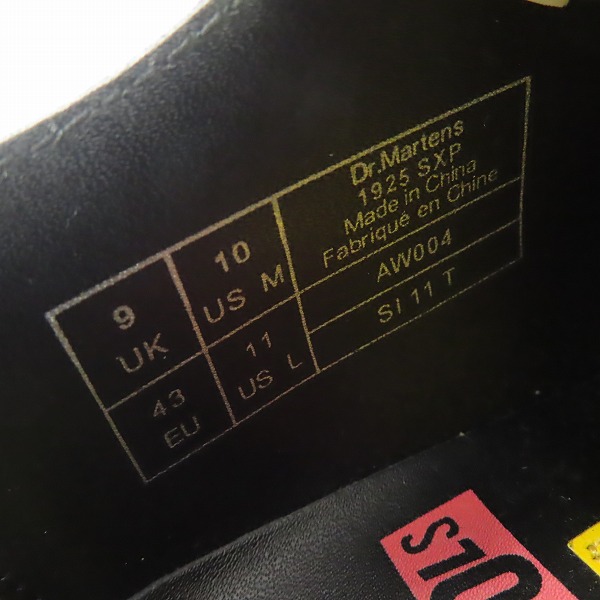 9
UK
10
US M
Dr.Martens
1925 SXP
Made in China
Fabriqué en Chine
43
EU
11
US L
AW004
SI 11 T